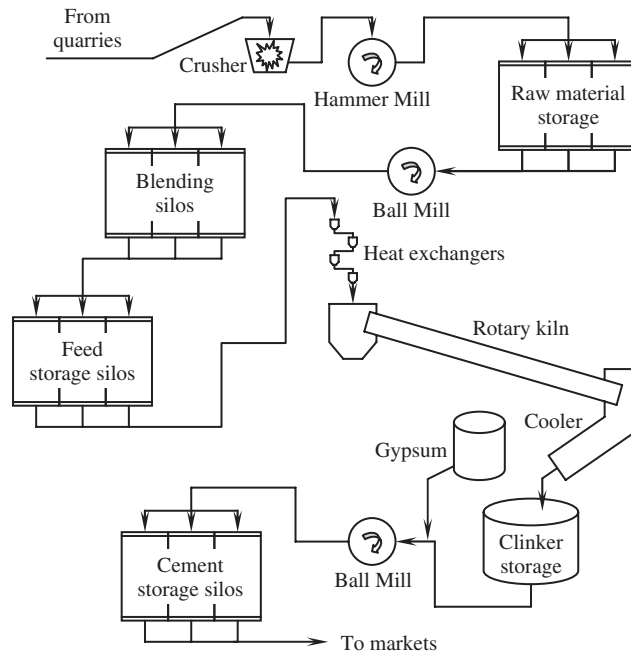 From
quarries
Crusher
Hammer Mill
Raw material
storage
Blending
silos
Ball Mill
Heat exchangers
Feed
storage silos
Rotary kiln
Cooler
Gypsum
Clinker
storage
Cement
storage silos
Ball Mill
To markets